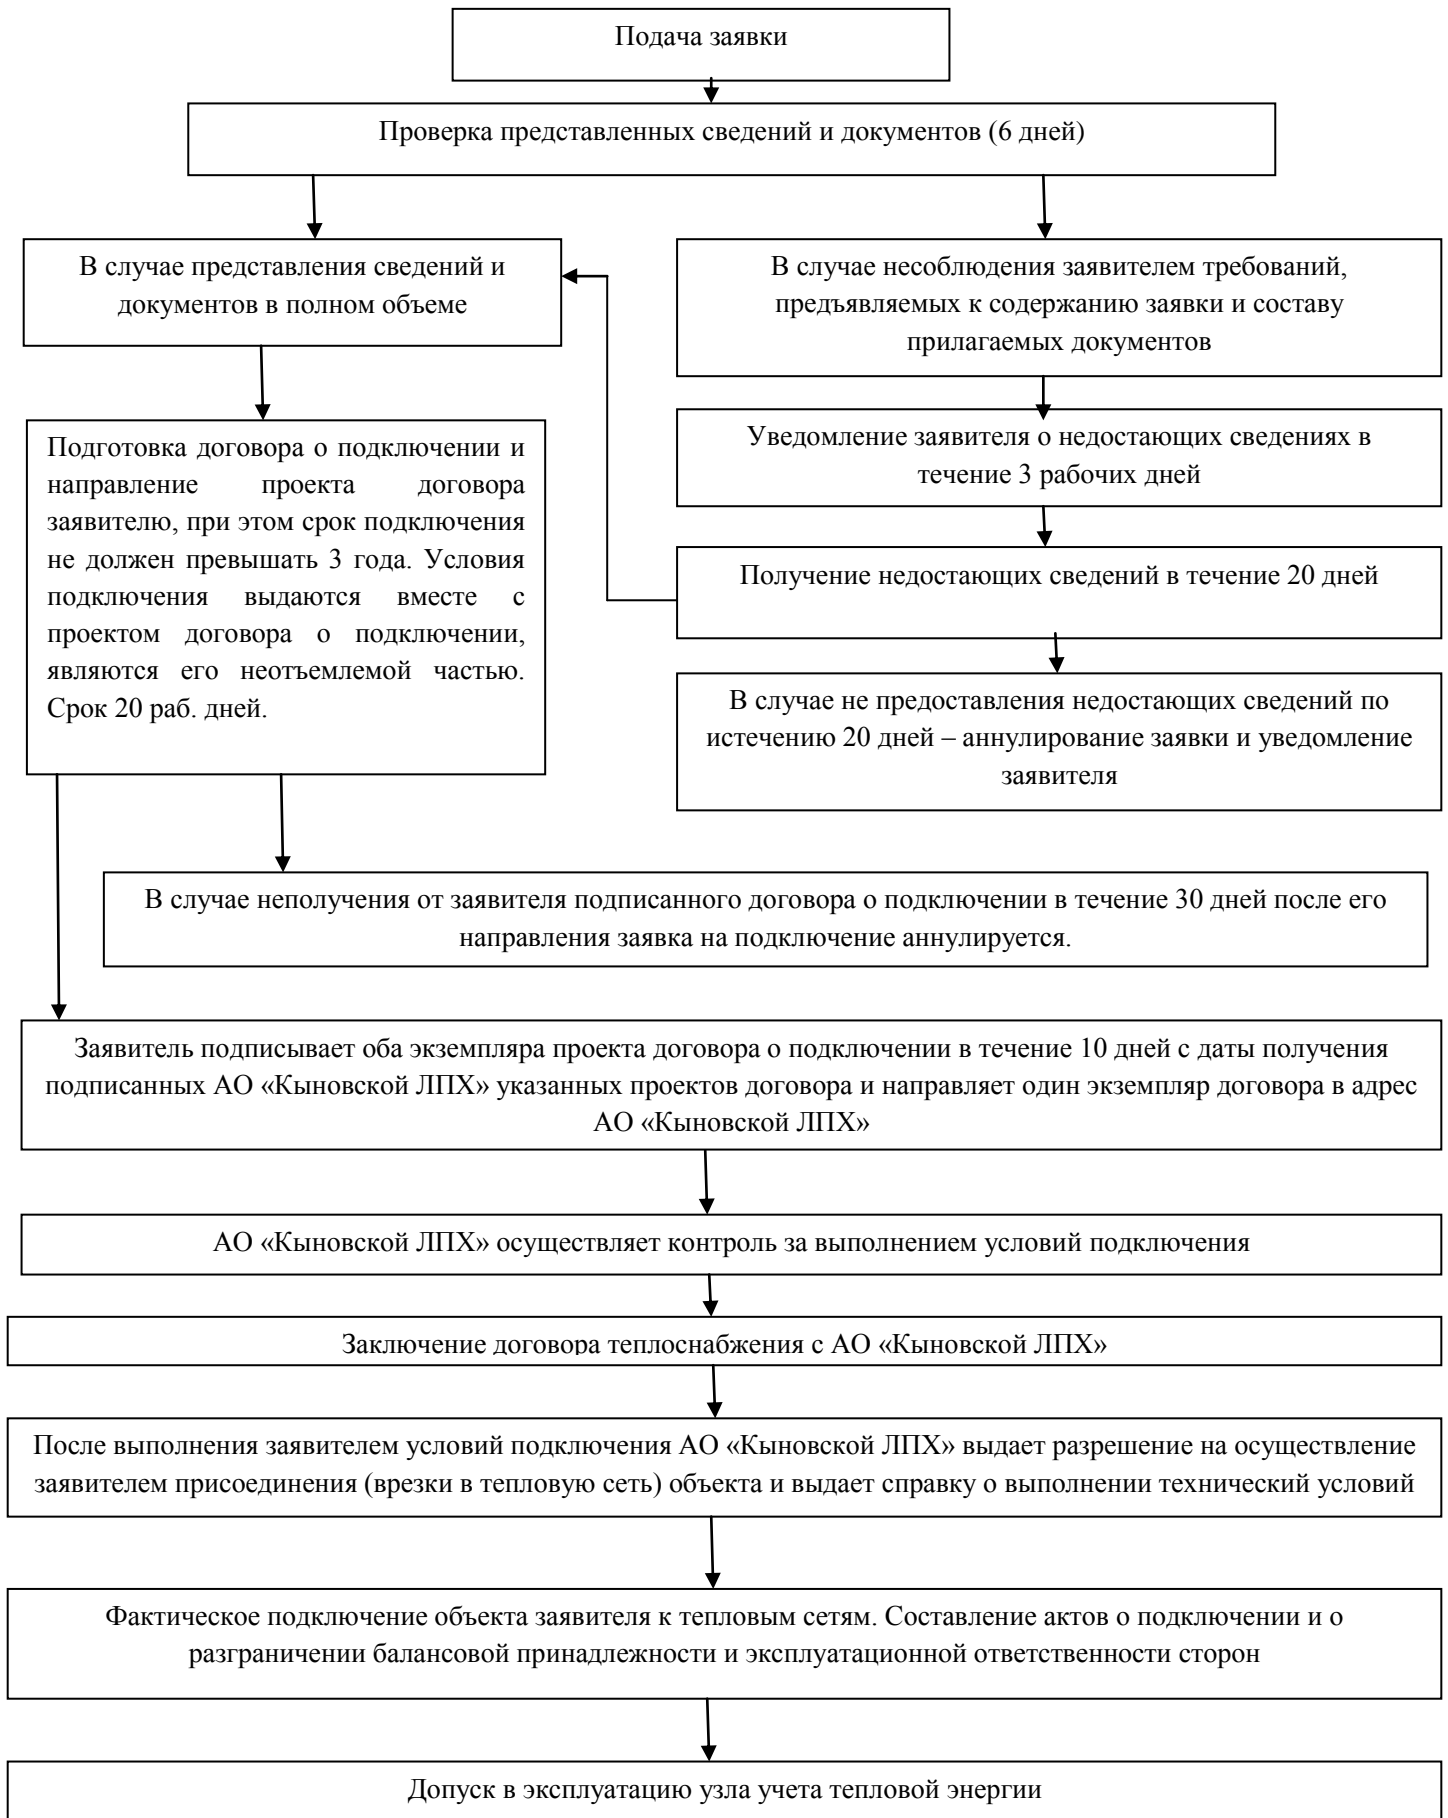 Подача заявки
Проверка представленных сведений и документов (6 дней)
В случае представления сведений и
документов в полном объеме
В случае несоблюдения заявителем требований,
предъявляемых к содержанию заявки и составу
прилагаемых документов
Уведомление заявителя о недостающих сведениях в
течение 3 рабочих дней
Подготовка договора о подключении и
направление проекта договора
заявителю, при этом срок подключения
не должен превышать 3 года. Условия
подключения выдаются вместе с
проектом договора о подключении,
являются его неотъемлемой частью.
Срок 20 раб. дней.
Получение недостающих сведений в течение 20 дней
В случае не предоставления недостающих сведений по
истечению 20 дней – аннулирование заявки и уведомление
заявителя
В случае неполучения от заявителя подписанного договора о подключении в течение 30 дней после его
направления заявка на подключение аннулируется.
Заявитель подписывает оба экземпляра проекта договора о подключении в течение 10 дней с даты получения
подписанных АО «Кыновской ЛПХ» указанных проектов договора и направляет один экземпляр договора в адрес
АО «Кыновской ЛПХ»
АО «Кыновской ЛПХ» осуществляет контроль за выполнением условий подключения
Заключение договора теплоснабжения с АО «Кыновской ЛПХ»
После выполнения заявителем условий подключения АО «Кыновской ЛПХ» выдает разрешение на осуществление
заявителем присоединения (врезки в тепловую сеть) объекта и выдает справку о выполнении технический условий
Фактическое подключение объекта заявителя к тепловым сетям. Составление актов о подключении и о
разграничении балансовой принадлежности и эксплуатационной ответственности сторон
Допуск в эксплуатацию узла учета тепловой энергии